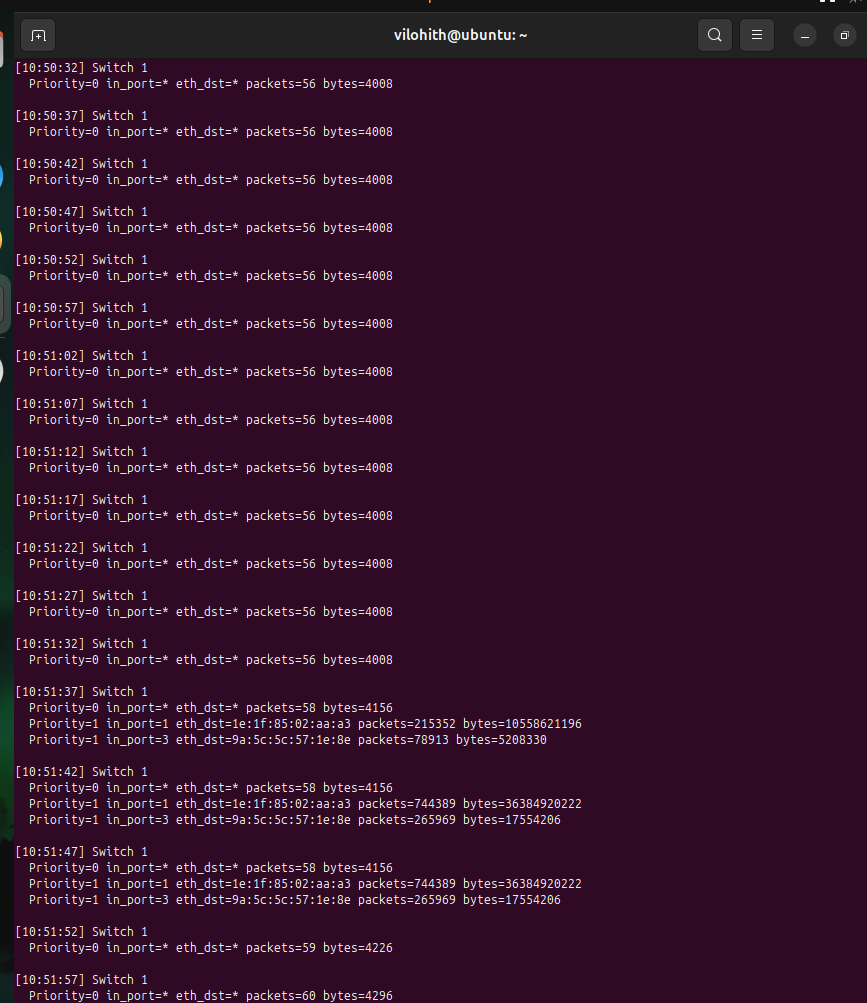 vilohith@ubuntu: ~
[10:50:32] Switch 1
Priority=0 in_port=* eth_dst=* packets=56 bytes=4008
[10:50:37] Switch 1
Priority=0 in_port=* eth_dst=* packets=56 bytes=4008
[10:50:42] Switch 1
Priority=0 in_port=* eth_dst=* packets=56 bytes=4008
[10:50:47] Switch 1
Priority=0 in_port=* eth_dst=* packets=56 bytes=4008
[10:50:52] Switch 1
Priority=0 in_port=* eth_dst=* packets=56 bytes=4008
[10:50:57] Switch 1
Priority=0 in_port=* eth_dst=* packets=56 bytes=4008
[10:51:02] Switch 1
Priority=0 in_port=* eth_dst=* packets=56 bytes=4008
[10:51:07] Switch 1
Priority=0 in_port=* eth_dst=* packets=56 bytes=4008
[10:51:12] Switch 1
Priority=0 in_port=* eth_dst=* packets=56 bytes=4008
[10:51:17] Switch 1
Priority=0 in_port=* eth_dst=* packets=56 bytes=4008
[10:51:22] Switch 1
Priority=0 in_port=* eth_dst=* packets=56 bytes=4008
[10:51:27] Switch 1
Priority=0 in_port=* eth_dst=* packets=56 bytes=4008
[10:51:32] Switch 1
Priority=0 in_port=* eth_dst=* packets=56 bytes=4008
[10:51:37] Switch 1
Priority=0 in_port=* eth_dst=* packets=58 bytes=4156
Priority=1 in_port=1 eth_dst=1e:1f:85:02:aa:a3 packets=215352 bytes=10558621196
Priority=1 in_port=3 eth_dst=9a:5c:5c:57:1e:8e packets=78913 bytes=5208330
[10:51:42] Switch 1
Priority=0 in_port=* eth_dst=* packets=58 bytes=4156
Priority=1 in_port=1 eth_dst=1e:1f:85:02:aa:a3 packets=744389 bytes=36384920222
Priority=1 in_port=3 eth_dst=9a:5c:5c:57:1e:8e packets=265969 bytes=17554206
[10:51:47] Switch 1
Priority=0 in_port=* eth_dst=* packets=58 bytes=4156
Priority=1 in_port=1 eth_dst=1e:1f:85:02:aa:a3 packets=744389 bytes=36384920222
Priority=1 in_port=3 eth_dst=9a:5c:5c:57:1e:8e packets=265969 bytes=17554206
[10:51:52] Switch 1
Priority=0 in_port=* eth_dst=* packets=59 bytes=4226
[10:51:57] Switch 1
Priority=0 in_port=* eth_dst=* packets=60 bytes=4296